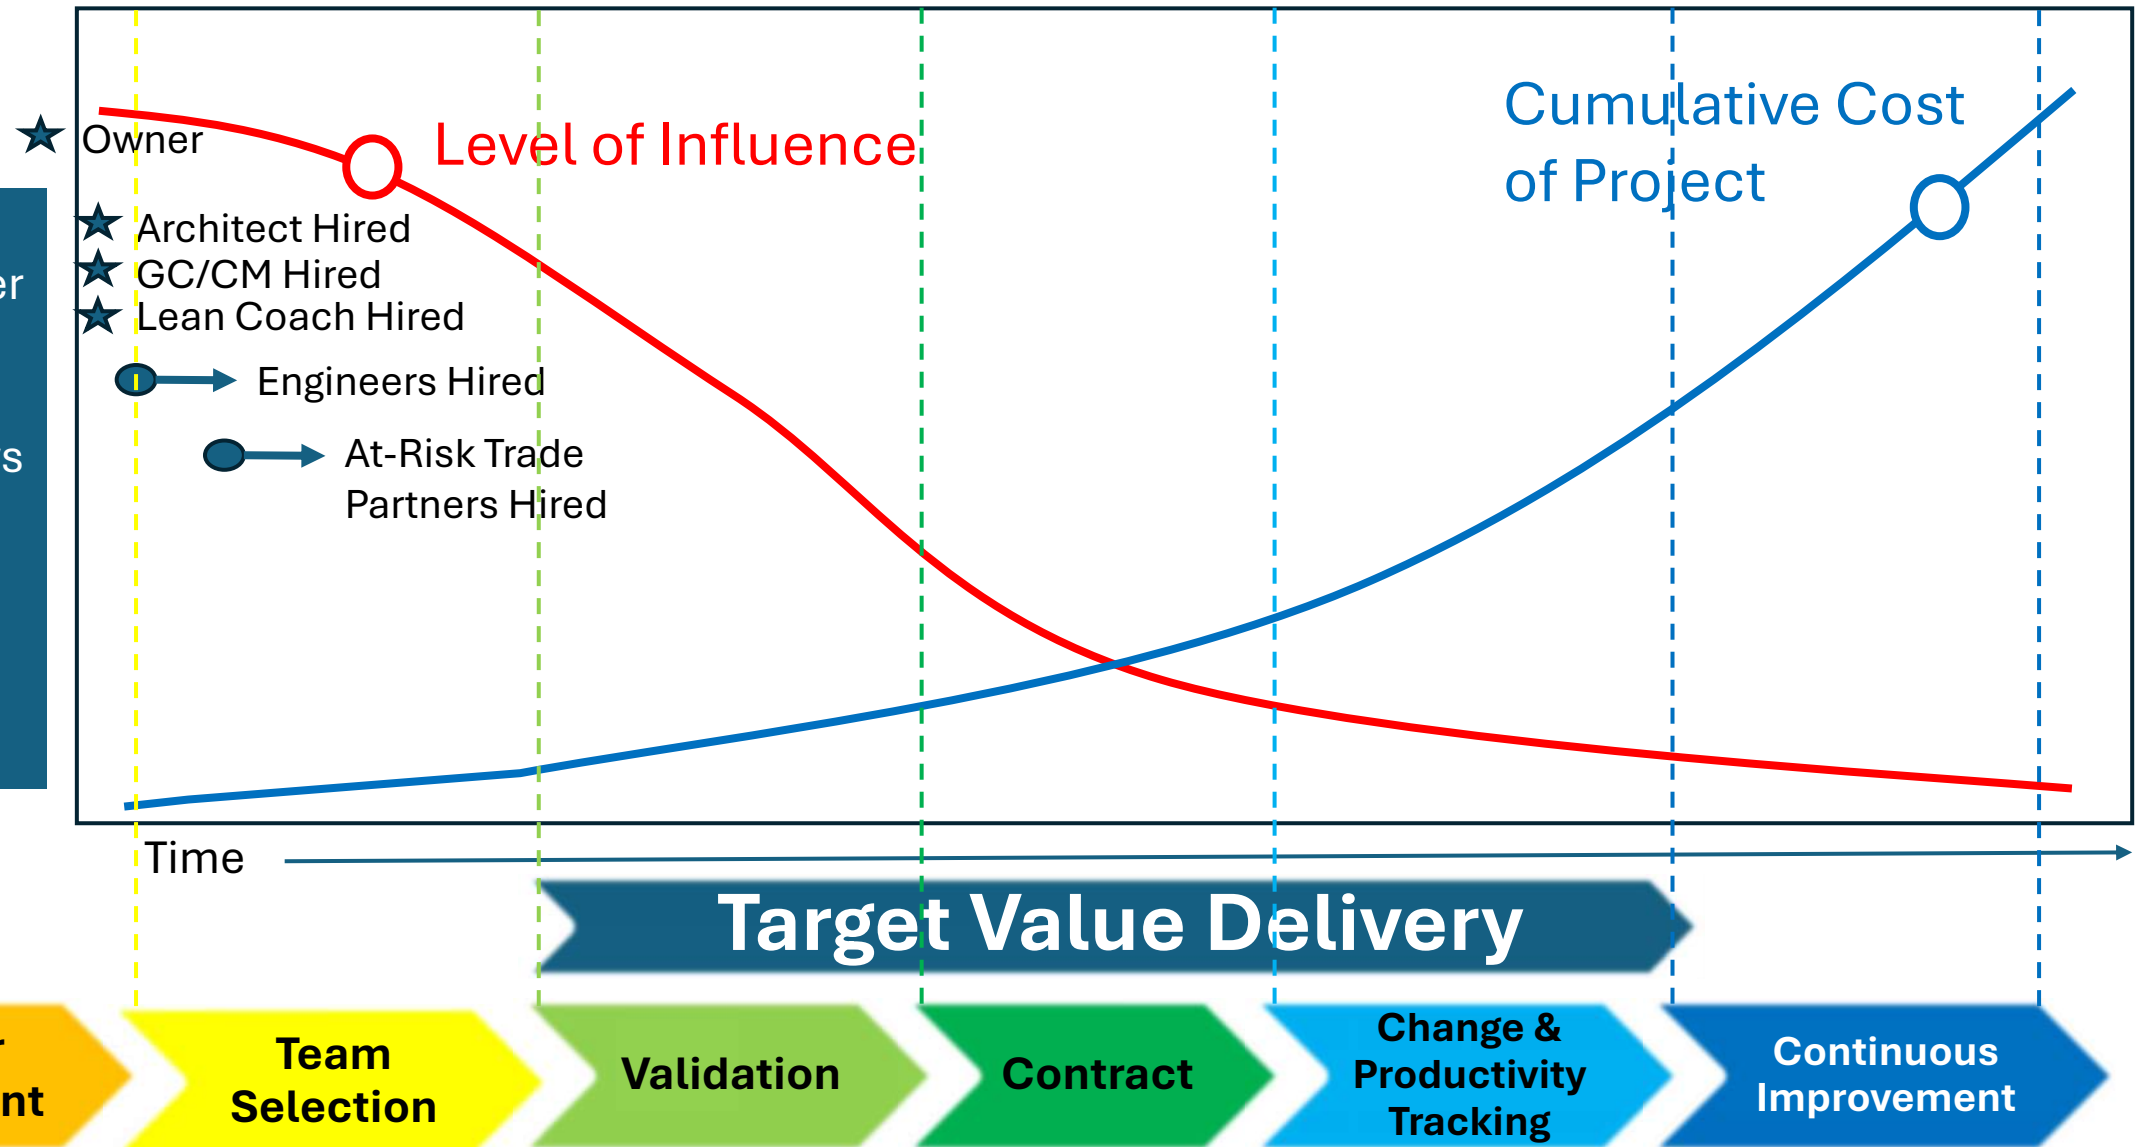 Level of Influence
Cumulative Cost
of Project
Owner
Architect Hired
GC/CM Hired
Lean Coach Hired
Engineers Hired
At-Risk Trade
Partners Hired
Time
Target Value Delivery
Team
Selection
Validation
Contract
Change &
Productivity
Tracking
Continuous
Improvement